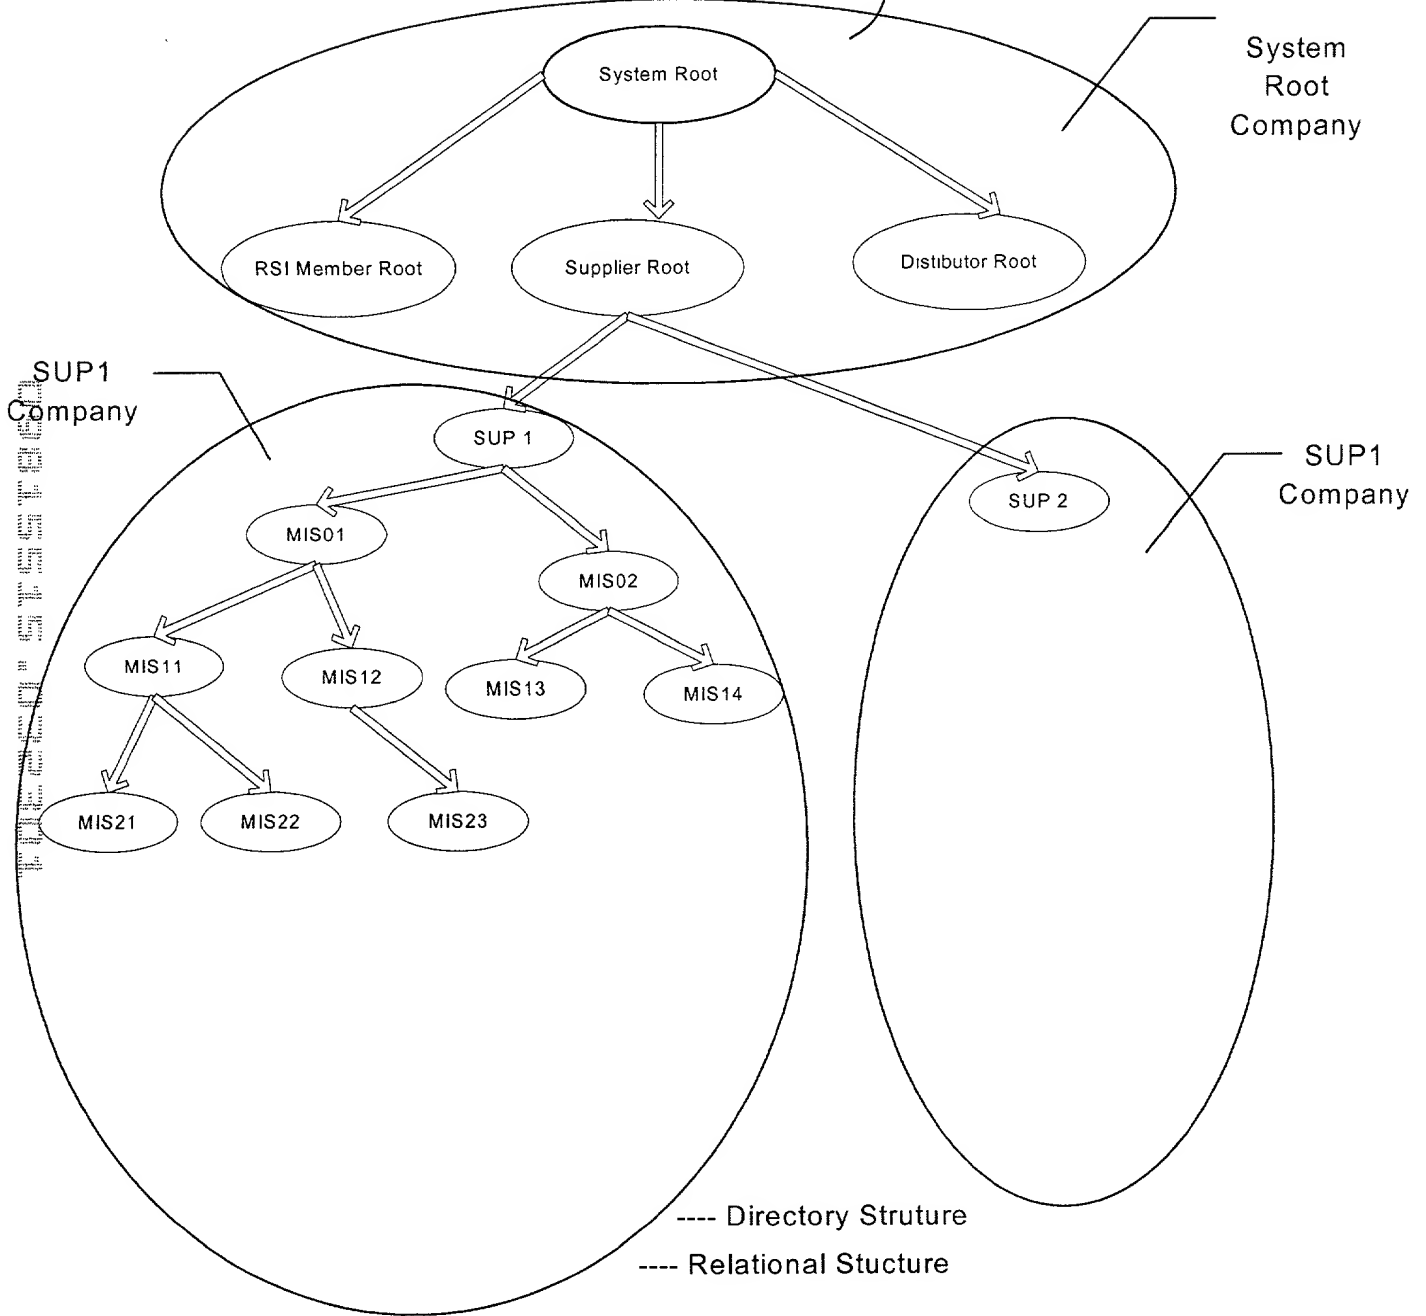 System Root
System
Root
Company
RSI Member Root
Supplier Root
Distibutor Root
SUP1
Company
SUP 1
SUP1
Company
SUP 2
MIS01
MIS02
MIS11
MIS12
MIS13
MIS14
MIS21
MIS22
MIS23
---- Directory Struture
---- Relational Stucture